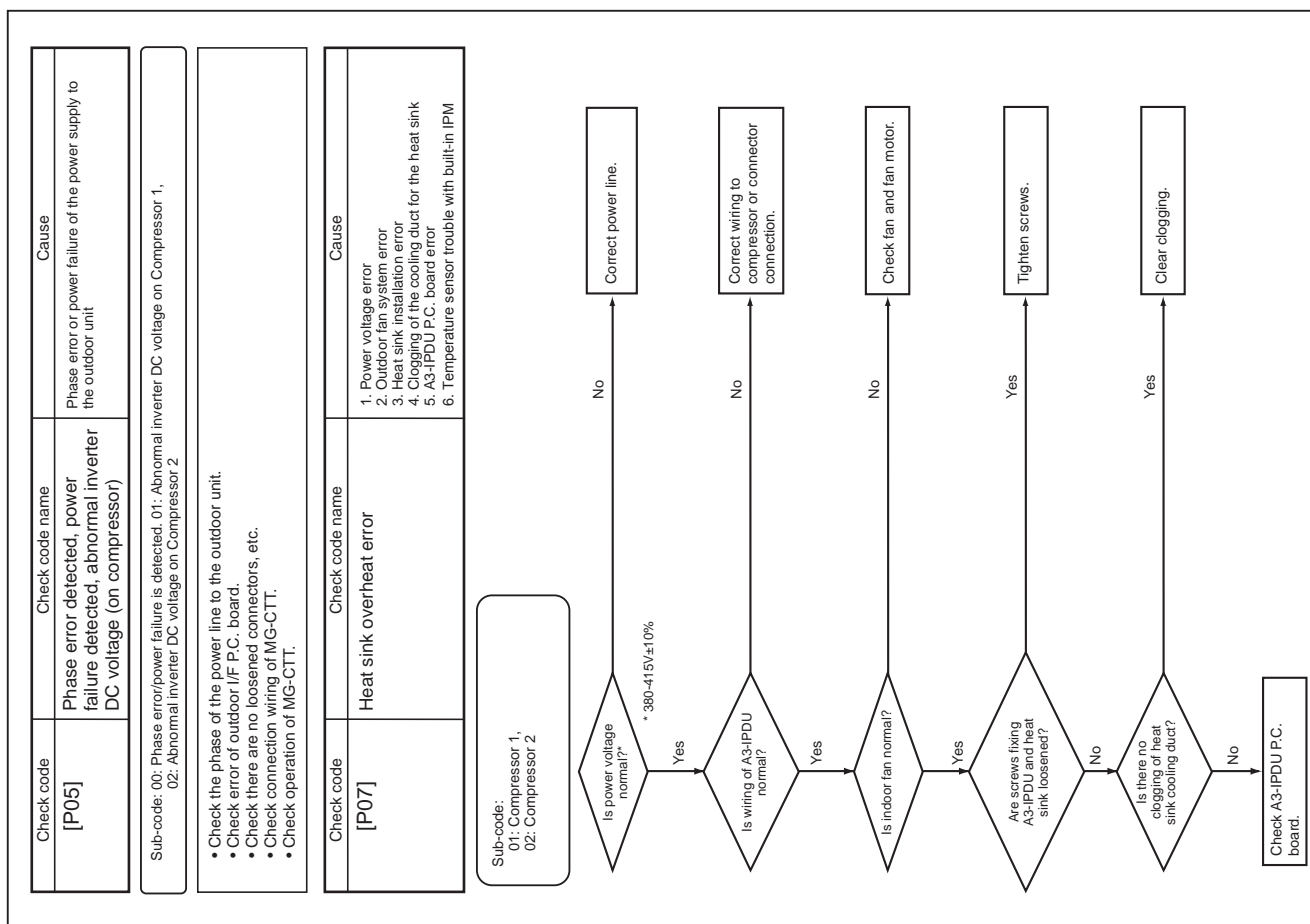 Check code
Check code name
Cause
[P05]
Phase error detected, power
failure detected, abnormal inverter
DC voltage (on compressor)
Phase error or power failure of the power supply to
the outdoor unit
Sub-code: 00: Phase error/power failure is detected. 01: Abnormal inverter DC voltage on Compressor 1,
02: Abnormal inverter DC voltage on Compressor 2
• Check the phase of the power line to the outdoor unit.
• Check error of outdoor I/F P.C. board.
• Check there are no loosened connectors, etc.
• Check connection wiring of MG-CTT.
• Check operation of MG-CTT.
Check code
Check code name
Cause
[P07]
Heat sink overheat error
1. Power voltage error
2. Outdoor fan system error
3. Heat sink installation error
4. Clogging of the cooling duct for the heat sink
5. A3-IPDU P.C. board error
6. Temperature sensor trouble with built-in IPM
Sub-code:
01: Compressor 1,
02: Compressor 2
Is power voltage
normal?*
* 380-415V±10%
No
Correct power line.
Yes
Is wiring of A3-IPDU
normal?
No
Correct wiring to
compressor or connector
connection.
Yes
Is indoor fan normal?
No
Check fan and fan motor.
Yes
Are screws fixing
A3-IPDU and heat
sink loosened?
Yes
Tighten screws.
No
Is there no
clogging of heat
sink cooling duct?
Yes
Clear clogging.
No
Check A3-IPDU P.C.
board.